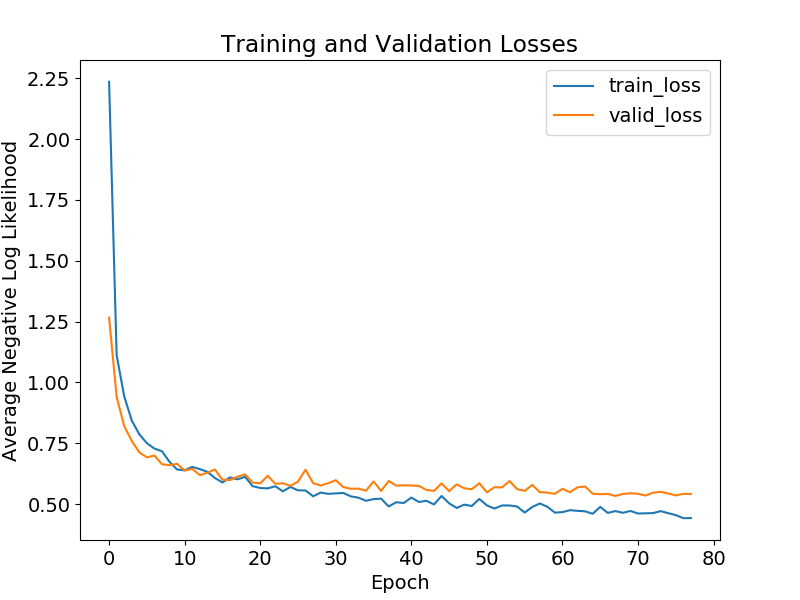 Training and Validation Losses
train_loss
valid_loss
Average Negative Log Likelihood
2.25
2.00
1.75
1.50
1.25
1.00
0.75
0.50
0 10 20 30 40 50 60 70 80
Epoch